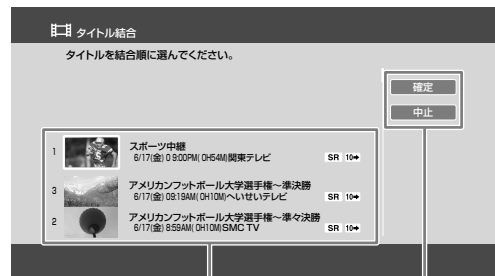 タイトル結合
タイトルを結合順に選んでください。
確定
中止
1
スポーツ中継
6/17(金) 0 9:00PM( 0H54M)関東テレビ SR 10➡
3
アメリカンフットボール大学選手権～準決勝
6/17(金) 09:19AM( 0H10M)へいせいテレビ SR 10➡
2
アメリカンフットボール大学選手権～準々決勝
6/17(金) 8:59AM( 0H10M)SMC TV SR 10➡